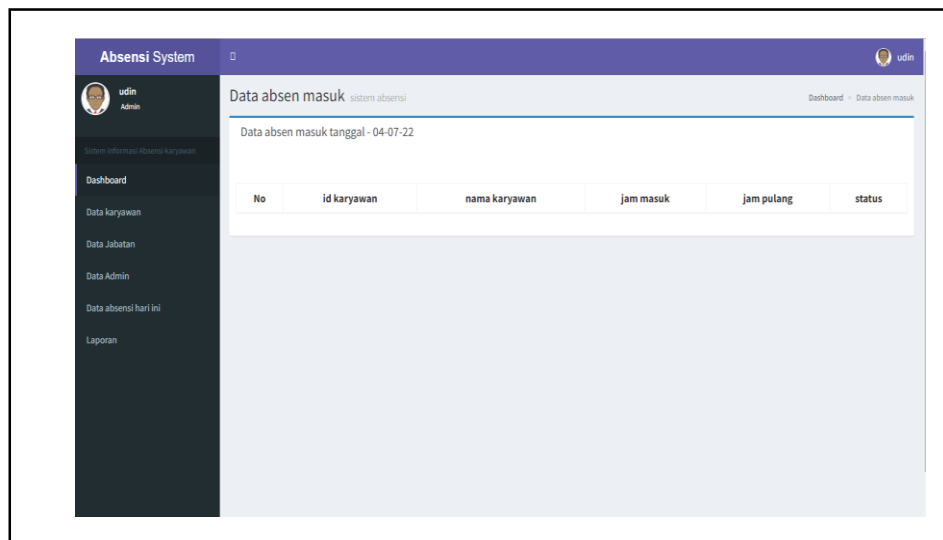 Absensi System
udin
udin
Admin
Data absen masuk sistem absensi
Dashboard > Data absen masuk
Sistem Informasi Absensi karyawan
Dashboard
Data karyawan
Data Jabatan
Data Admin
Data absensi hari ini
Laporan
Data absen masuk tanggal - 04-07-22
No id karyawan nama karyawan jam masuk jam pulang status